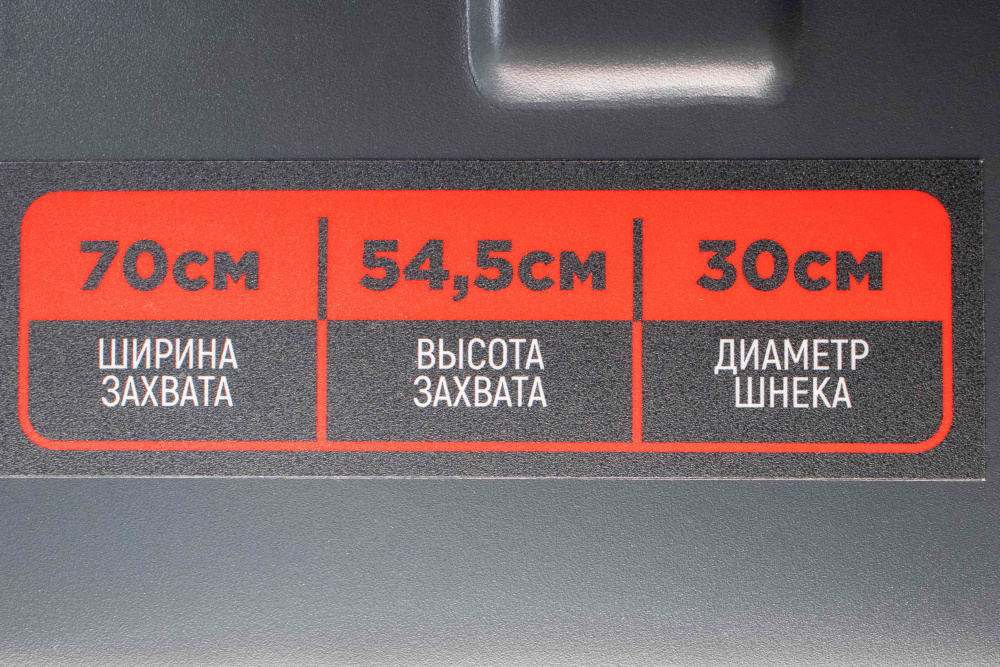 70см 54,5см 30см
ШИРИНА ЗАХВАТА
ВЫСОТА ЗАХВАТА
ДИАМЕТР ШНЕКА